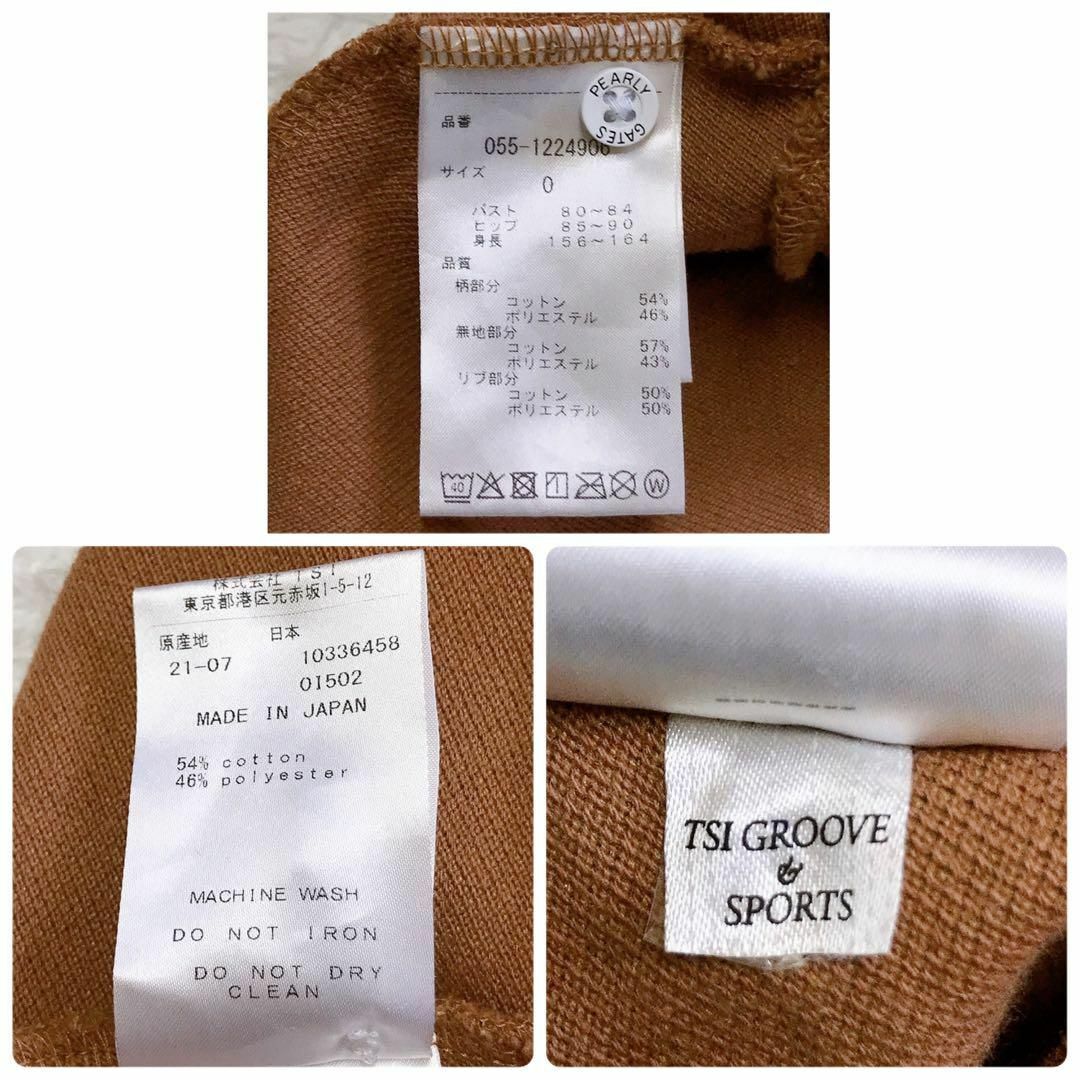 PEARLY GATES
品番
055-1224906
サイズ
0
バスト 80～84
ヒップ 85～90
身長 156～164
品質
柄部分
コットン 54%
ポリエステル 46%
無地部分
コットン 57%
ポリエステル 43%
リブ部分
コットン 50%
ポリエステル 50%
40
W
株式会社 TSI
東京都港区元赤坂1-5-12
原産地 日本
21-07 10336458
01502
MADE IN JAPAN
54% cotton
46% polyester
MACHINE WASH
DO NOT IRON
DO NOT DRY
CLEAN
TSI GROOVE
&
SPORTS